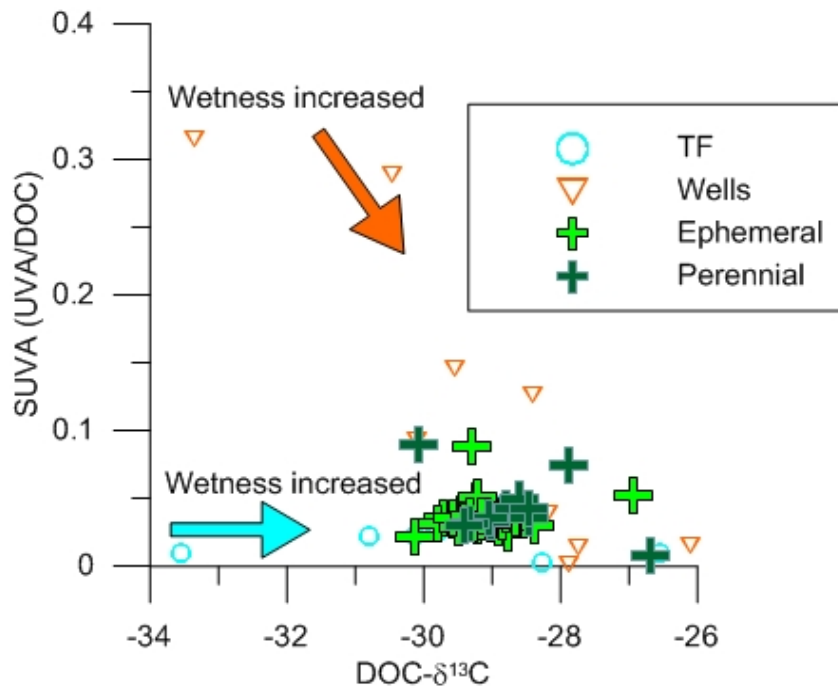 0.4
Wetness increased
0.3
TF
Wells
Ephemeral
Perennial
0.2
SUVA (UVA/DOC)
0.1
Wetness increased
0
-34
-32
-30
-28
-26
DOC-δ¹³C